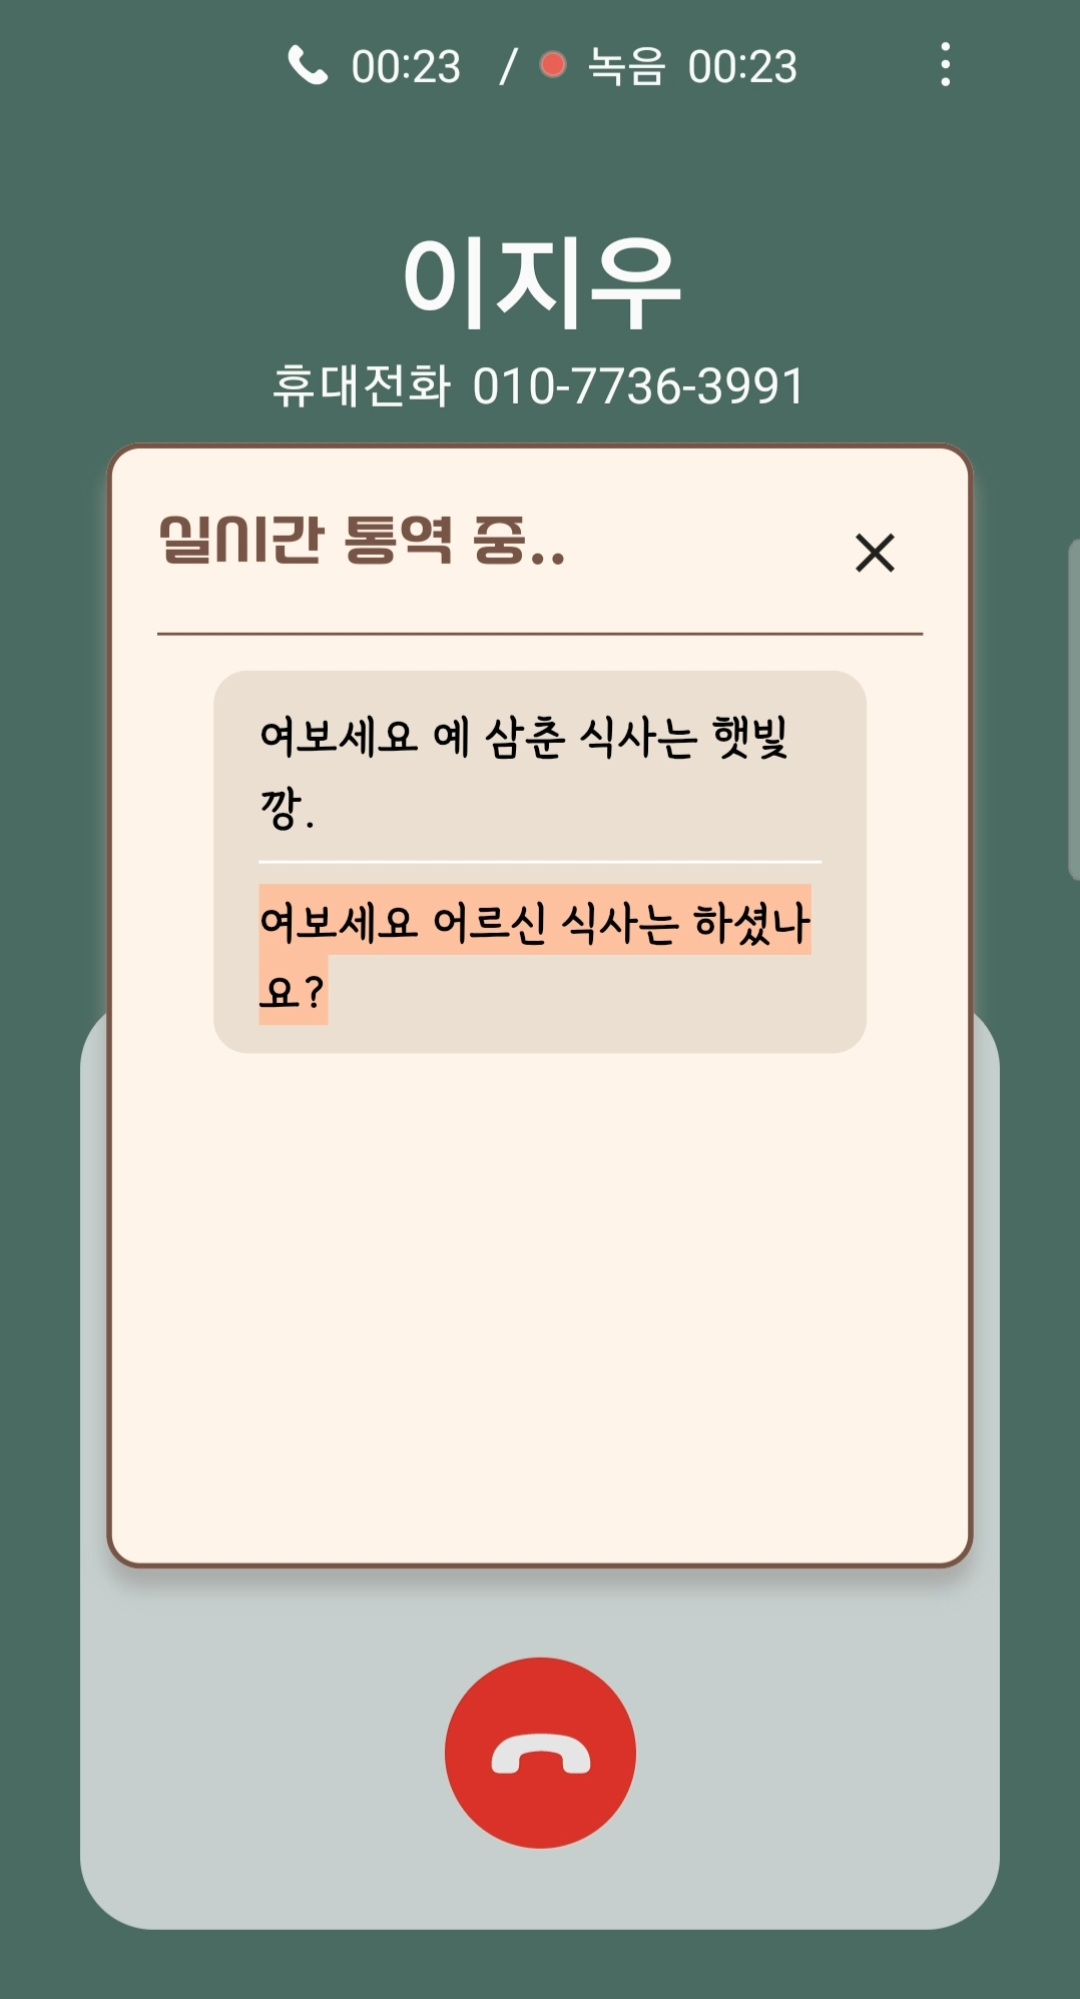 00:23 / 녹음 00:23
이지우
휴대전화 010-7736-3991
실시간 통역 중..
여보세요 예 삼춘 식사는 햇빛
깡.
여보세요 어르신 식사는 하셨나
요?